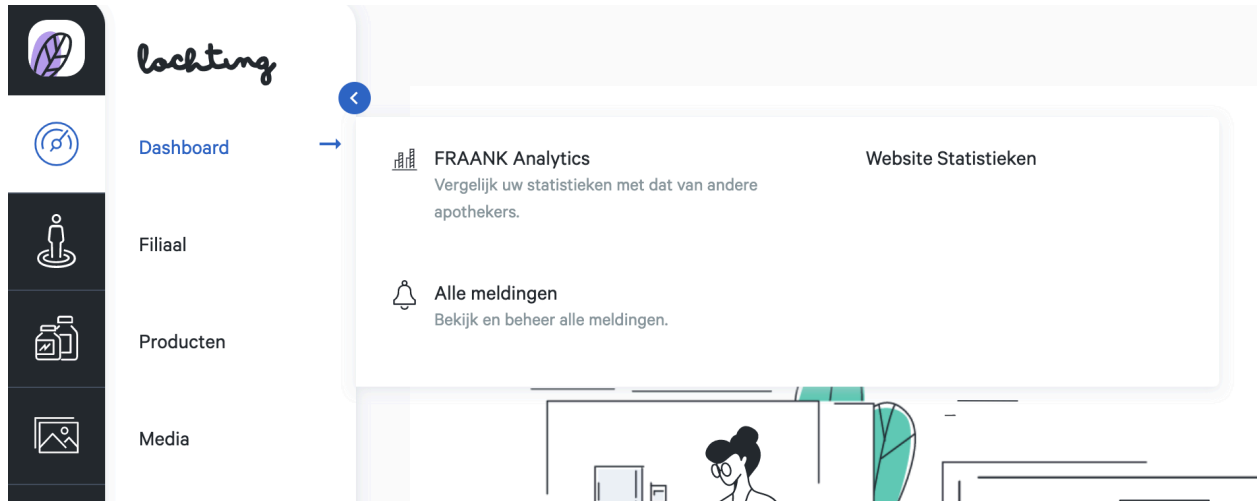 lochting
Dashboard
FRAANK Analytics
Vergelijk uw statistieken met dat van andere
apothekers.
Website Statistieken
Alle meldingen
Bekijk en beheer alle meldingen.
Filiaal
Producten
Media